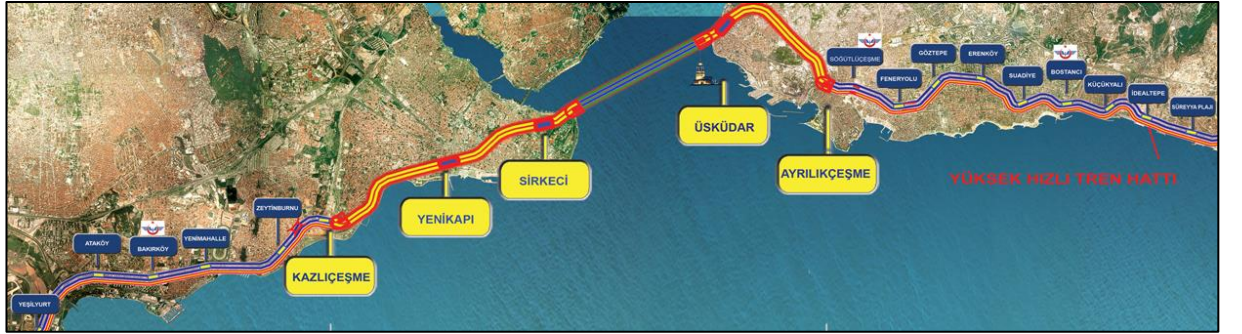 YEŞİLYURT
ATAKÖY
BAKIRKÖY
YENİMAHALLE
ZEYTİNBURNU
KAZLIÇEŞME
YENİKAPI
SİRKECİ
ÜSKÜDAR
AYRILIKÇEŞME
SÖĞÜTLÜÇEŞME
FENERYOLU
GÖZTEPE
ERENKÖY
SUADİYE
BOSTANCI
KÜÇÜKYALI
İDEALTEPE
SÜREYYA PLAJI
YÜKSEK HIZLI TREN HATTI